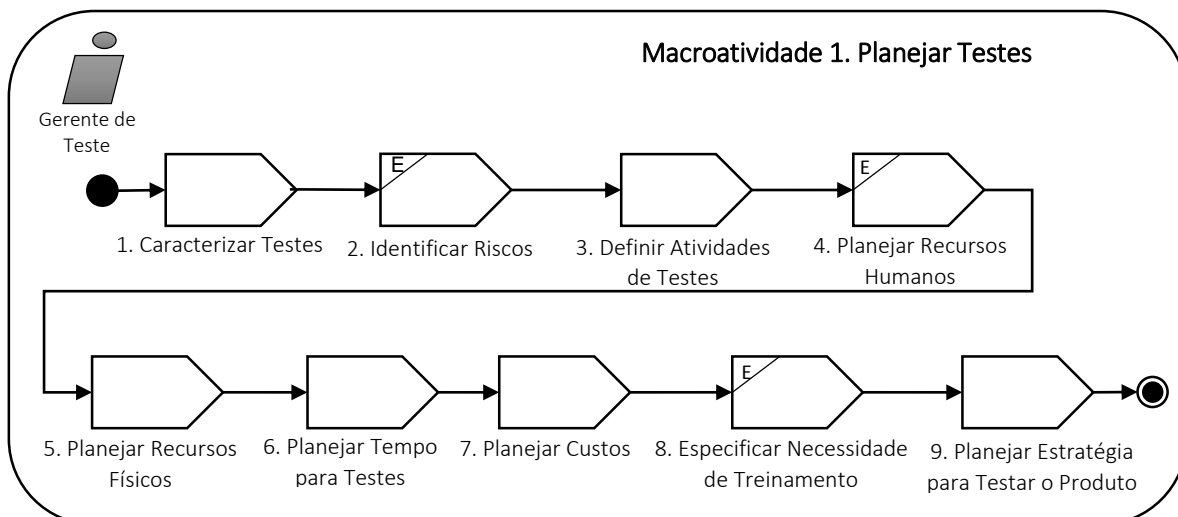 Macroatividade 1. Planejar Testes
Gerente de
Teste
E
E
1. Caracterizar Testes
2. Identificar Riscos
3. Definir Atividades
de Testes
4. Planejar Recursos
Humanos
E
5. Planejar Recursos
Físicos
6. Planejar Tempo
para Testes
7. Planejar Custos
8. Especificar Necessidade
de Treinamento
9. Planejar Estratégia
para Testar o Produto